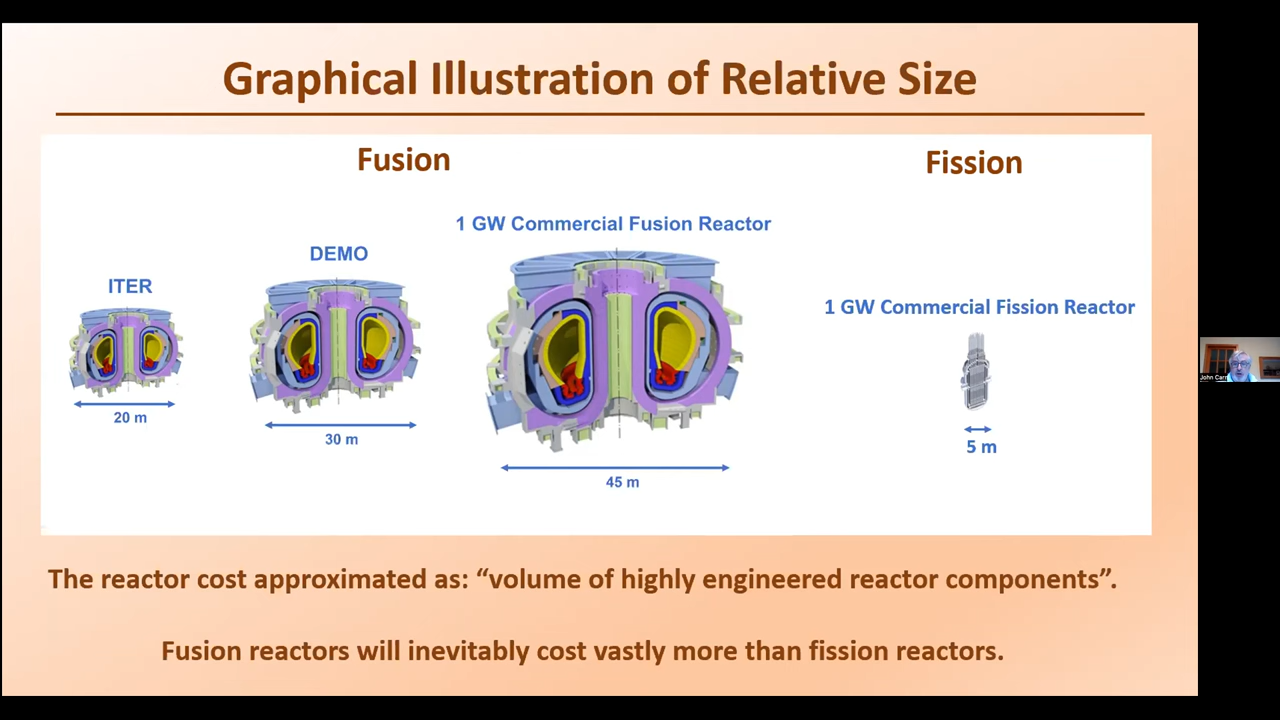 Graphical Illustration of Relative Size
Fusion
Fission
1 GW Commercial Fusion Reactor
DEMO
ITER
1 GW Commercial Fission Reactor
20 m
30 m
45 m
5 m
The reactor cost approximated as: “volume of highly engineered reactor components”.
Fusion reactors will inevitably cost vastly more than fission reactors.
John